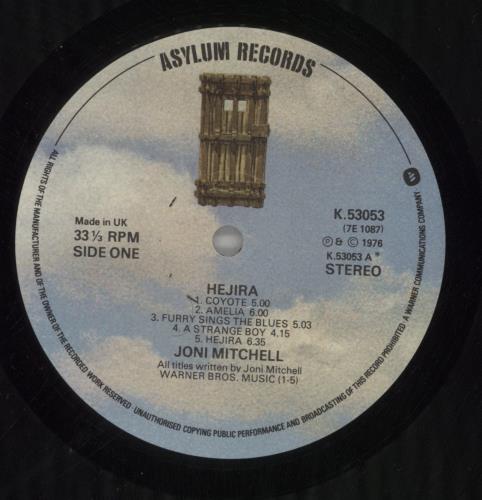 ASYLUM RECORDS
Made in UK
33⅓ RPM
SIDE ONE
K.53053
(7E 1087)
Ⓟ & © 1976
K.53053 A *
STEREO
HEJIRA
1. COYOTE 5.00
2. AMELIA 6.00
3. FURRY SINGS THE BLUES 5.03
4. A STRANGE BOY 4.15
5. HEJIRA 6.35
JONI MITCHELL
All titles written by Joni Mitchell
WARNER BROS. MUSIC (1-5)
ALL RIGHTS OF THE MANUFACTURER AND OF THE OWNER OF THE RECORDED WORK RESERVED UNAUTHORISED COPYING PUBLIC PERFORMANCE AND BROADCASTING OF THIS RECORD PROHIBITED A WARNER COMMUNICATIONS COMPANY